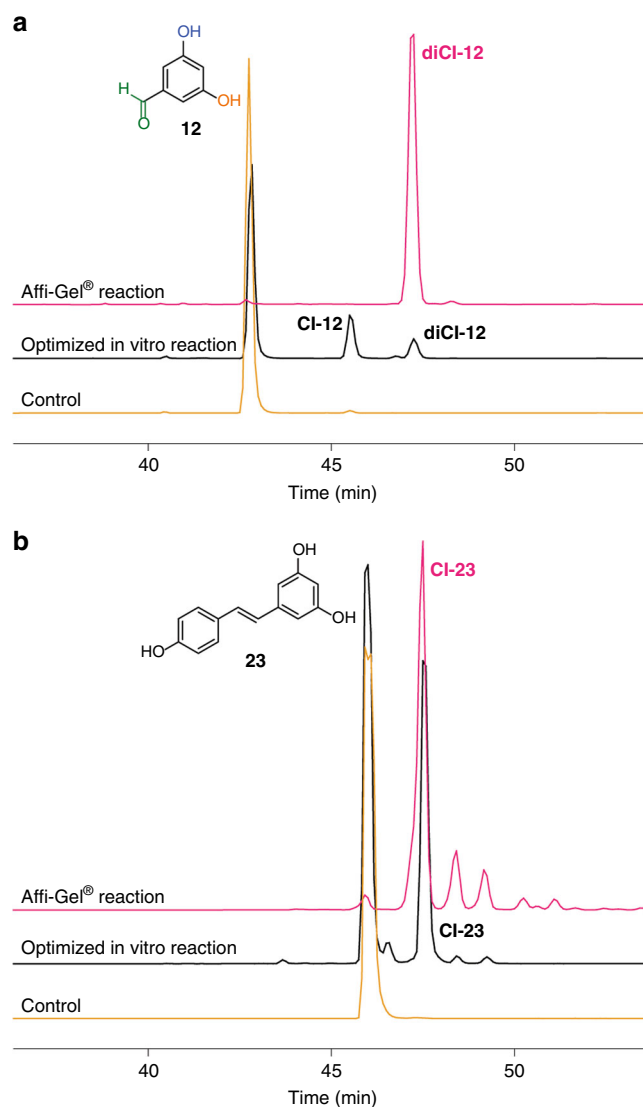 a
OH
H
O
OH
12
diCl-12
Affi-Gel® reaction
Cl-12
diCl-12
Optimized in vitro reaction
Control
40 45 50
Time (min)
b
OH
OH
HO
23
Cl-23
Affi-Gel® reaction
Cl-23
Optimized in vitro reaction
Control
40 45 50
Time (min)